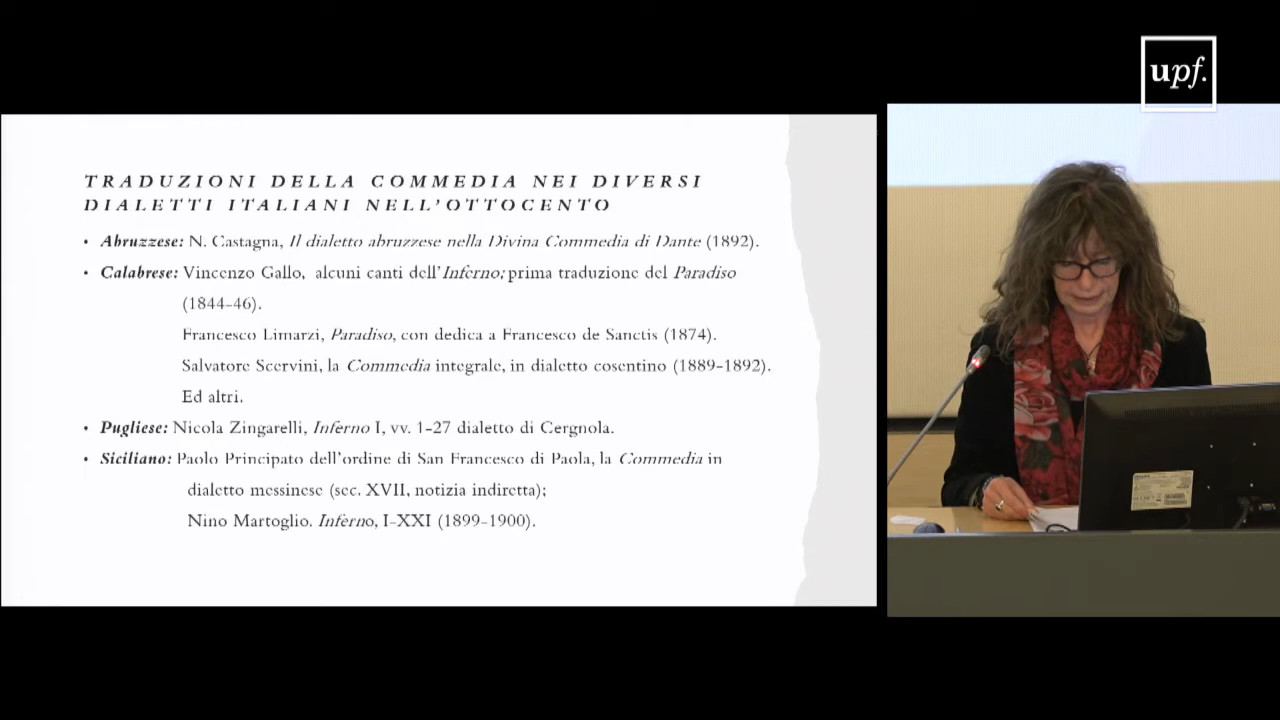 upf.
TRADUZIONI DELLA COMMEDIA NEI DIVERSI
DIALETTI ITALIANI NELL'OTTOCENTO
• Abruzzese: N. Castagna, Il dialetto abruzzese nella Divina Commedia di Dante (1892).
• Calabrese: Vincenzo Gallo, alcuni canti dell'Inferno; prima traduzione del Paradiso
(1844-46).
Francesco Limarzi, Paradiso, con dedica a Francesco de Sanctis (1874).
Salvatore Scervini, la Commedia integrale, in dialetto cosentino (1889-1892).
Ed altri.
• Pugliese: Nicola Zingarelli, Inferno I, vv. 1-27 dialetto di Cergnola.
• Siciliano: Paolo Principato dell'ordine di San Francesco di Paola, la Commedia in
dialetto messinese (sec. XVII, notizia indiretta);
Nino Martoglio. Inferno, I-XXI (1899-1900).